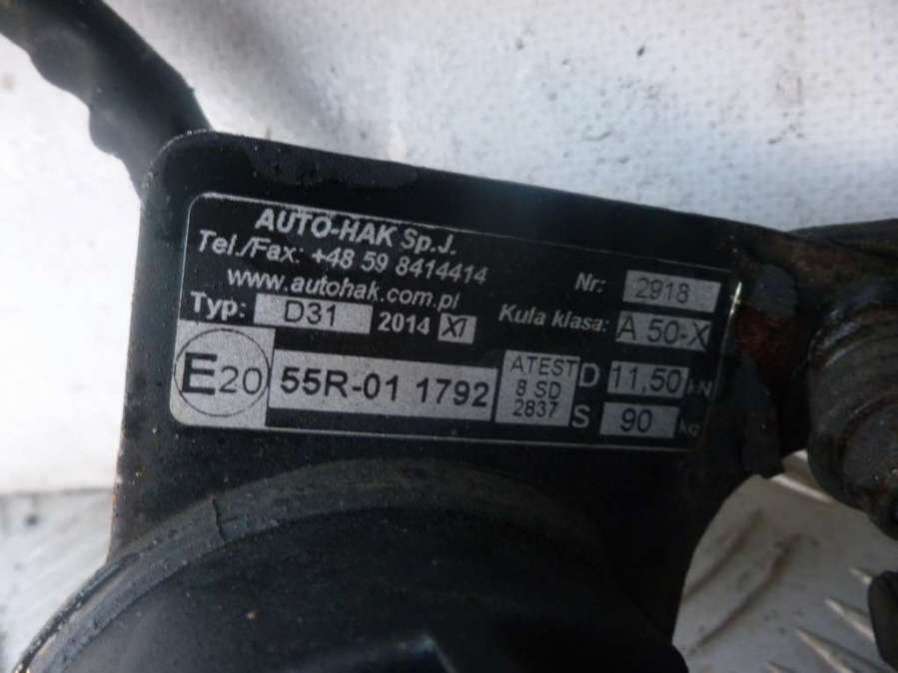 AUTO-HAK Sp.J.
Tel./Fax: +48 59 8414414
www.autohak.com.pl
Nr: 2918
Typ: D31 2014 XI Kula klasa: A 50-X
E20 55R-01 1792 ATEST 8 SD 2837
D 11,50 kN
S 90 kg